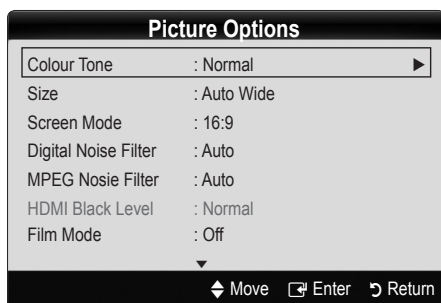 Picture Options
Colour Tone : Normal ►
Size : Auto Wide
Screen Mode : 16:9
Digital Noise Filter : Auto
MPEG Nosie Filter : Auto
HDMI Black Level : Normal
Film Mode : Off
▼
Move Enter Return